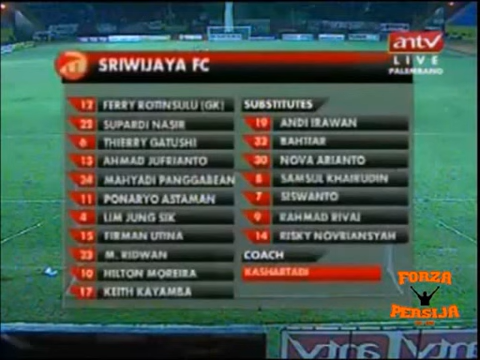 SRIWIJAYA FC
antv
LIVE
PALEMBANG
12 FERRY ROTINSULU [GK]
22 SUPARDI NASIR
6 THIERRY GATUSHI
13 AHMAD JUFRIANTO
24 MAHYADI PANGGABEAN
11 PONARYO ASTAMAN
4 LIM JUNG SIK
15 FIRMAN UTINA
23 M. RIDWAN
10 HILTON MOREIRA
17 KEITH KAYAMBA
SUBSTITUTES
19 ANDI IRAWAN
33 BAHTIAR
30 NOVA ARIANTO
8 SAMSUL KHAIRUDIN
7 SISWANTO
9 RAHMAD RIVAI
14 RISKY NOVRIANSYAH
COACH
KASHARTADI
FORZA
PERSIJA
antv